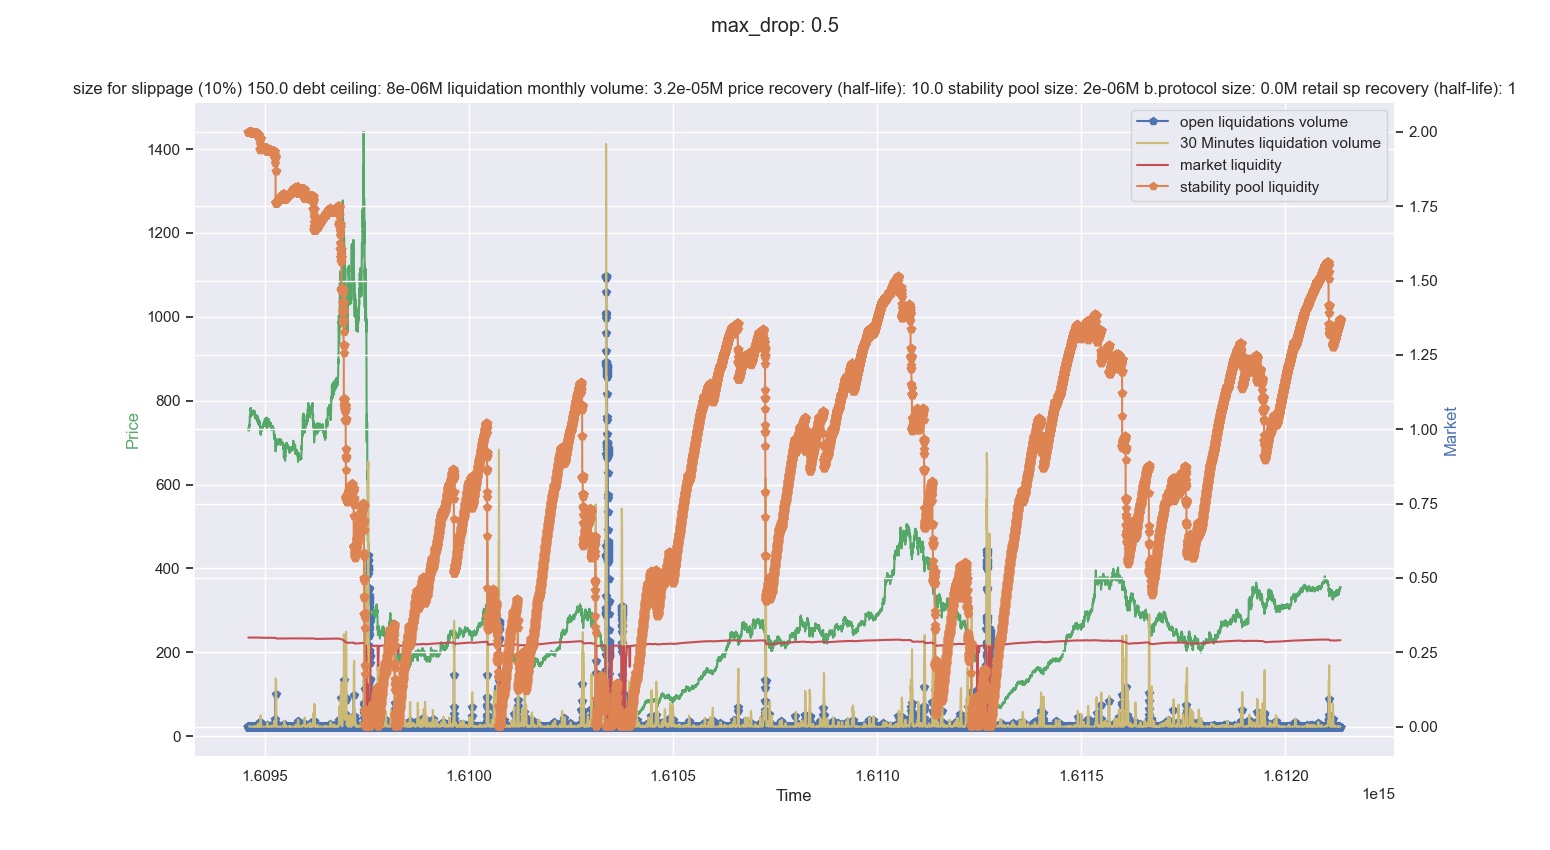 max_drop: 0.5
size for slippage (10%) 150.0 debt ceiling: 8e-06M liquidation monthly volume: 3.2e-05M price recovery (half-life): 10.0 stability pool size: 2e-06M b.protocol size: 0.0M retail sp recovery (half-life): 1
open liquidations volume
30 Minutes liquidation volume
market liquidity
stability pool liquidity
1400
1200
1000
800
600
400
200
0
Price
2.00
1.75
1.50
1.25
1.00
0.75
0.50
0.25
0.00
Market
1.6095 1.6100 1.6105 1.6110 1.6115 1.6120
1e15
Time